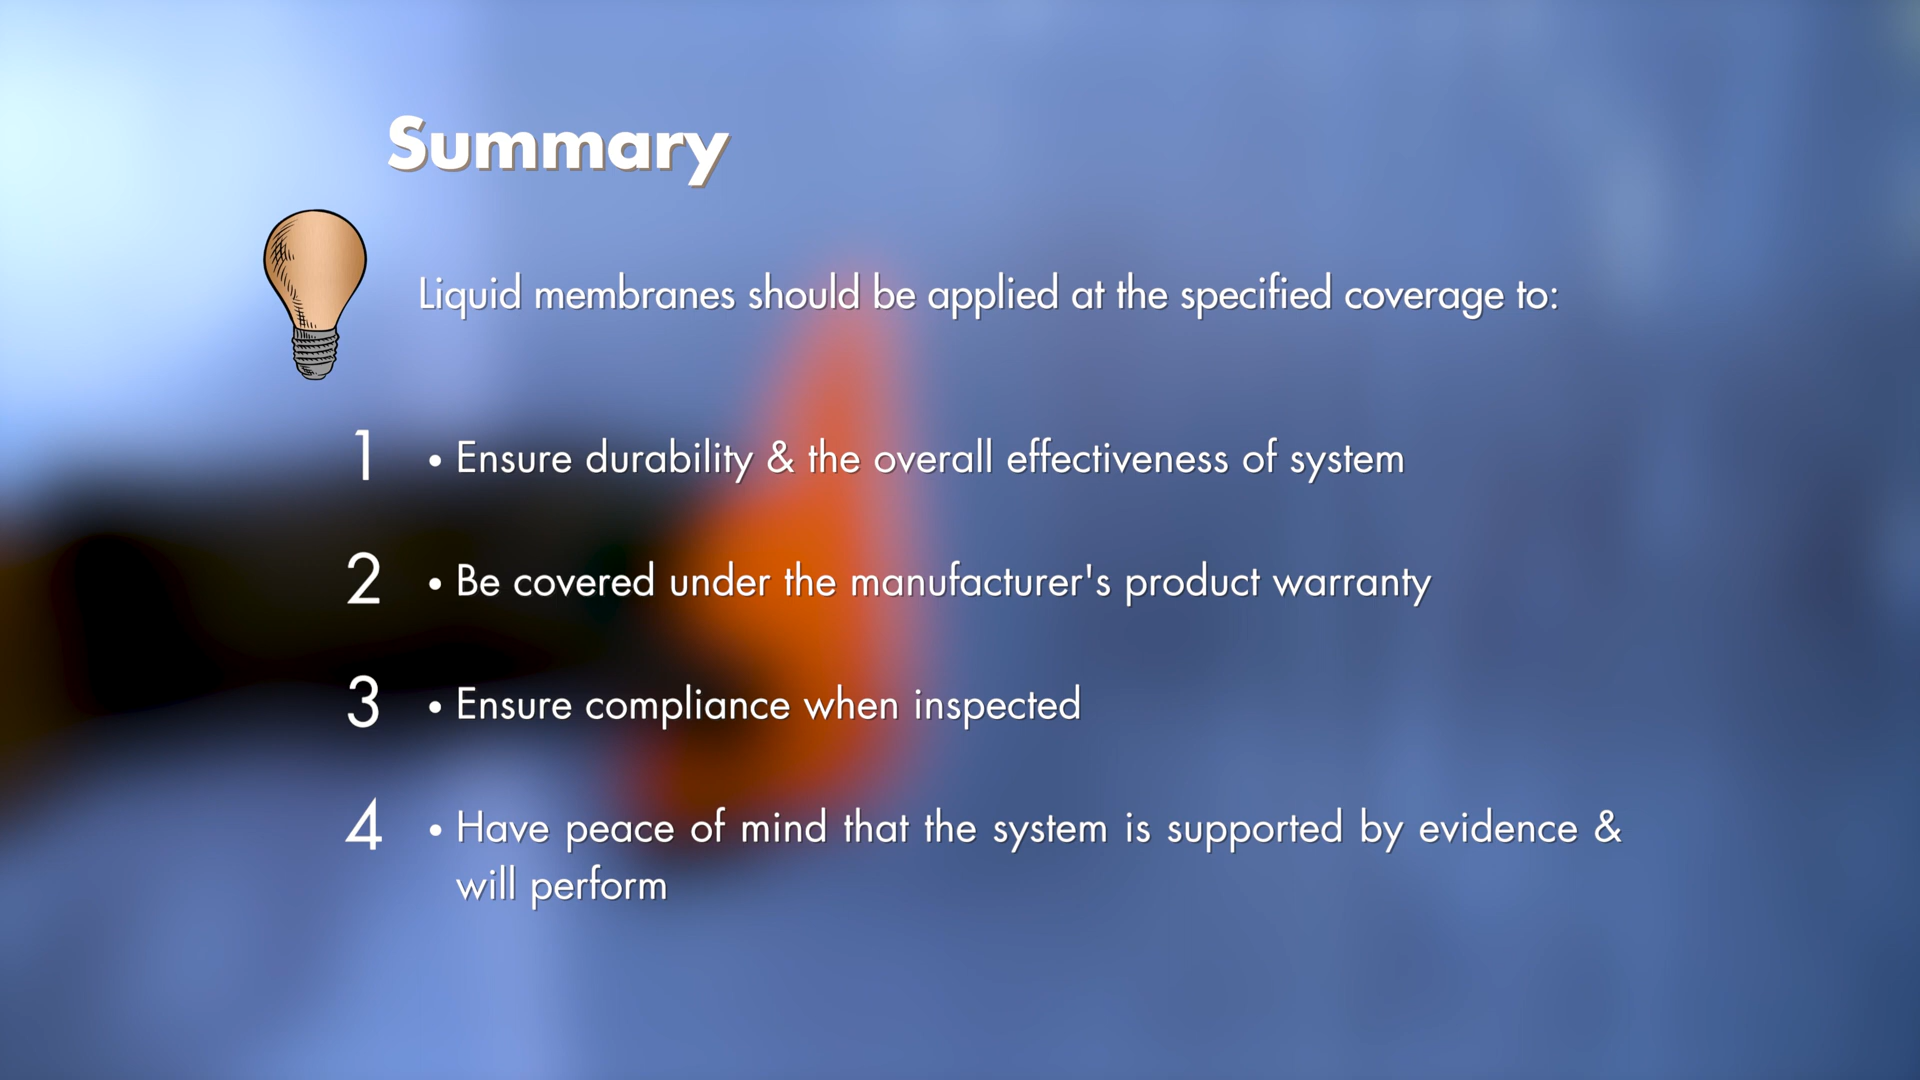 Summary
Liquid membranes should be applied at the specified coverage to:
1 • Ensure durability & the overall effectiveness of system
2 • Be covered under the manufacturer's product warranty
3 • Ensure compliance when inspected
4 • Have peace of mind that the system is supported by evidence &
will perform